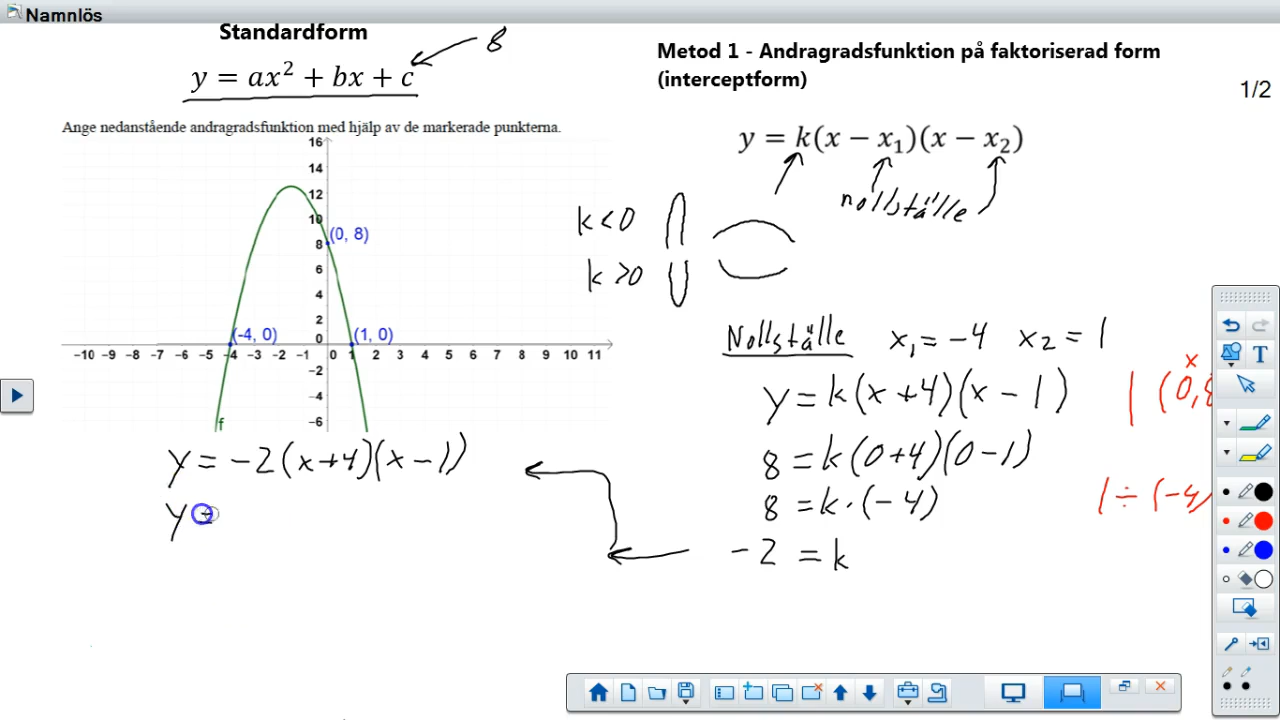 Namnlös
Standardform
8
y = ax² + bx + c
Metod 1 - Andragradsfunktion på faktoriserad form
(interceptform)
1/2
Ange nedanstående andragradsfunktion med hjälp av de markerade punkterna.
y = k(x − x₁)(x − x₂)
nollställe
k<0
k>0
16
14
12
10
8
6
4
2
(0, 8)
(-4, 0)
(1, 0)
−10 −9 −8 −7 −6 −5 −4 −3 −2 −1 0 1 2 3 4 5 6 7 8 9 10 11
−2
−4
−6
f
Nollställe x₁ = −4 x₂ = 1
y = k(x+4)(x−1)
x
| (0,8
8 = k(0+4)(0−1)
8 = k·(−4)
| ÷ (−4)
−2 = k
y = −2(x+4)(x−1)
y =
T